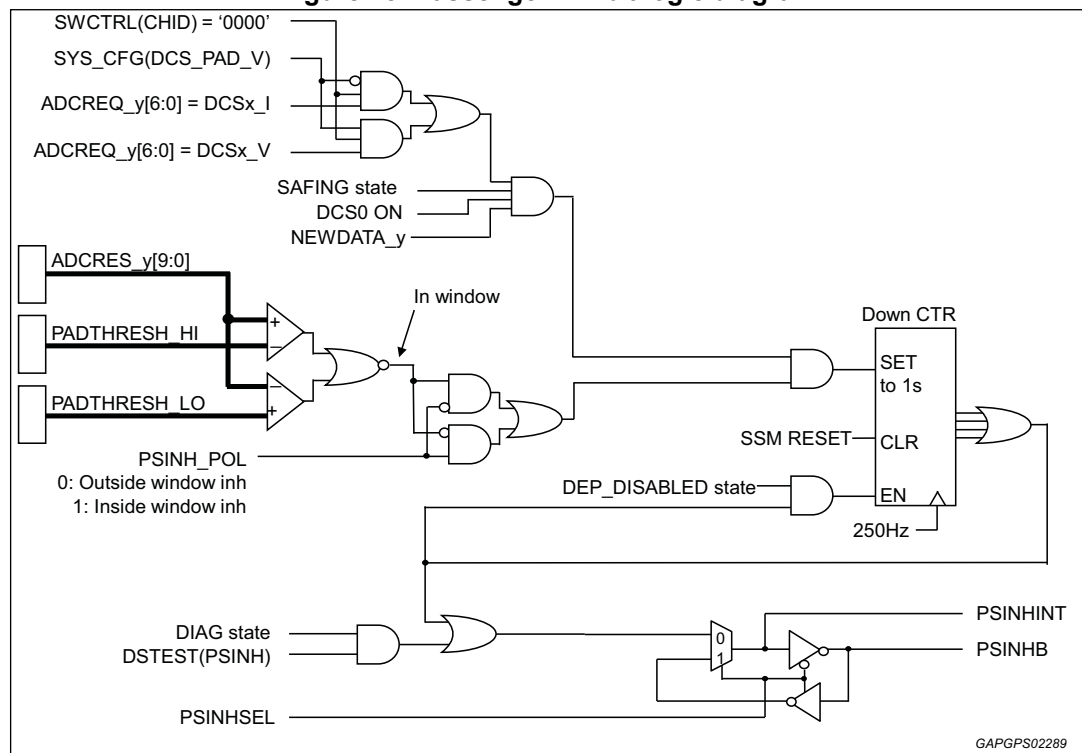 SWCTRL(CHID) = ‘0000’
SYS_CFG(DCS_PAD_V)
ADCREQ_y[6:0] = DCSx_I
ADCREQ_y[6:0] = DCSx_V
SAFING state
DCS0 ON
NEWDATA_y
ADCRES_y[9:0]
In window
PADTHRESH_HI
+
−
−
+
PADTHRESH_LO
PSINH_POL
0: Outside window inh
1: Inside window inh
Down CTR
SET
to 1s
SSM RESET
CLR
DEP_DISABLED state
EN
250Hz
DIAG state
DSTEST(PSINH)
0
1
PSINHINT
PSINHB
PSINHSEL
GAPGPS02289